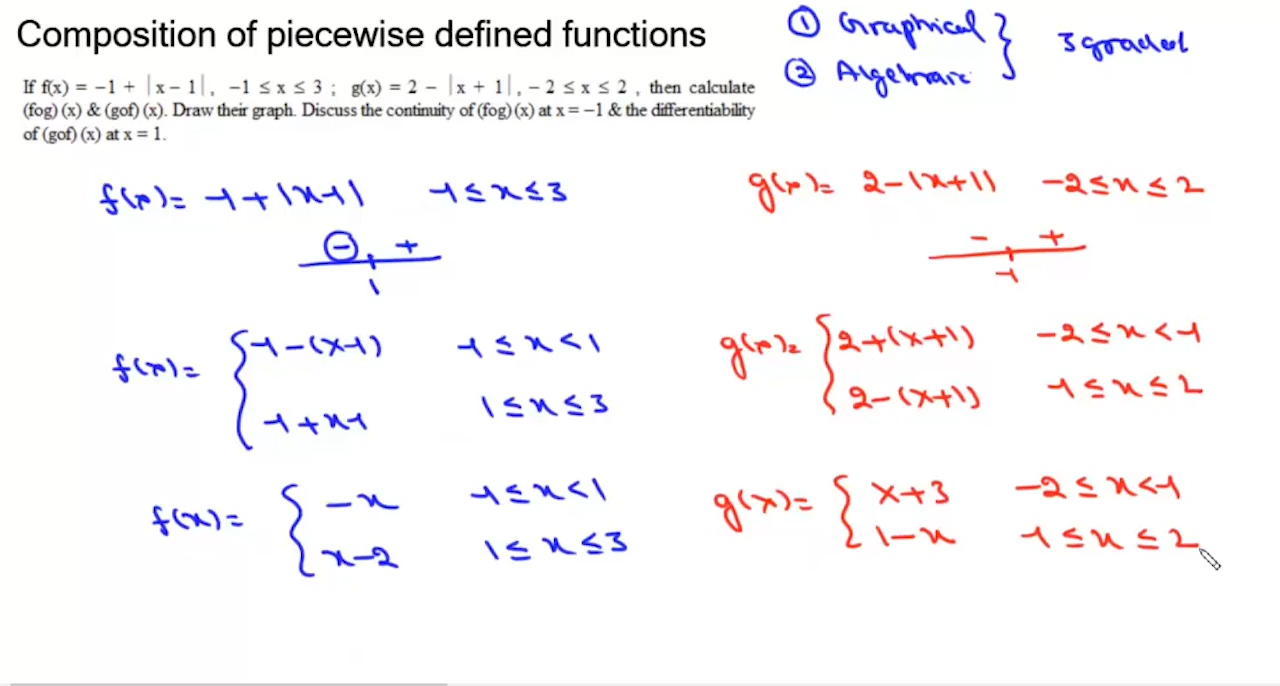 Composition of piecewise defined functions
① Graphical
② Algebraic } 3 graded
If f(x) = −1 + |x − 1|, −1 ≤ x ≤ 3 ; g(x) = 2 − |x + 1|, − 2 ≤ x ≤ 2 , then calculate
(fog) (x) & (gof) (x). Draw their graph. Discuss the continuity of (fog) (x) at x = −1 & the differentiability
of (gof) (x) at x = 1.
f(x) = -1 + |x-1| -1 ≤ x ≤ 3
− +
1
f(x) = { -1 - (x-1) -1 ≤ x < 1
-1 + x-1 1 ≤ x ≤ 3
f(x) = { -x -1 ≤ x < 1
x-2 1 ≤ x ≤ 3
g(x) = 2 - |x+1| -2 ≤ x ≤ 2
− +
-1
g(x) = { 2 + (x+1) -2 ≤ x < -1
2 - (x+1) -1 ≤ x ≤ 2
g(x) = { x+3 -2 ≤ x < -1
1-x -1 ≤ x ≤ 2